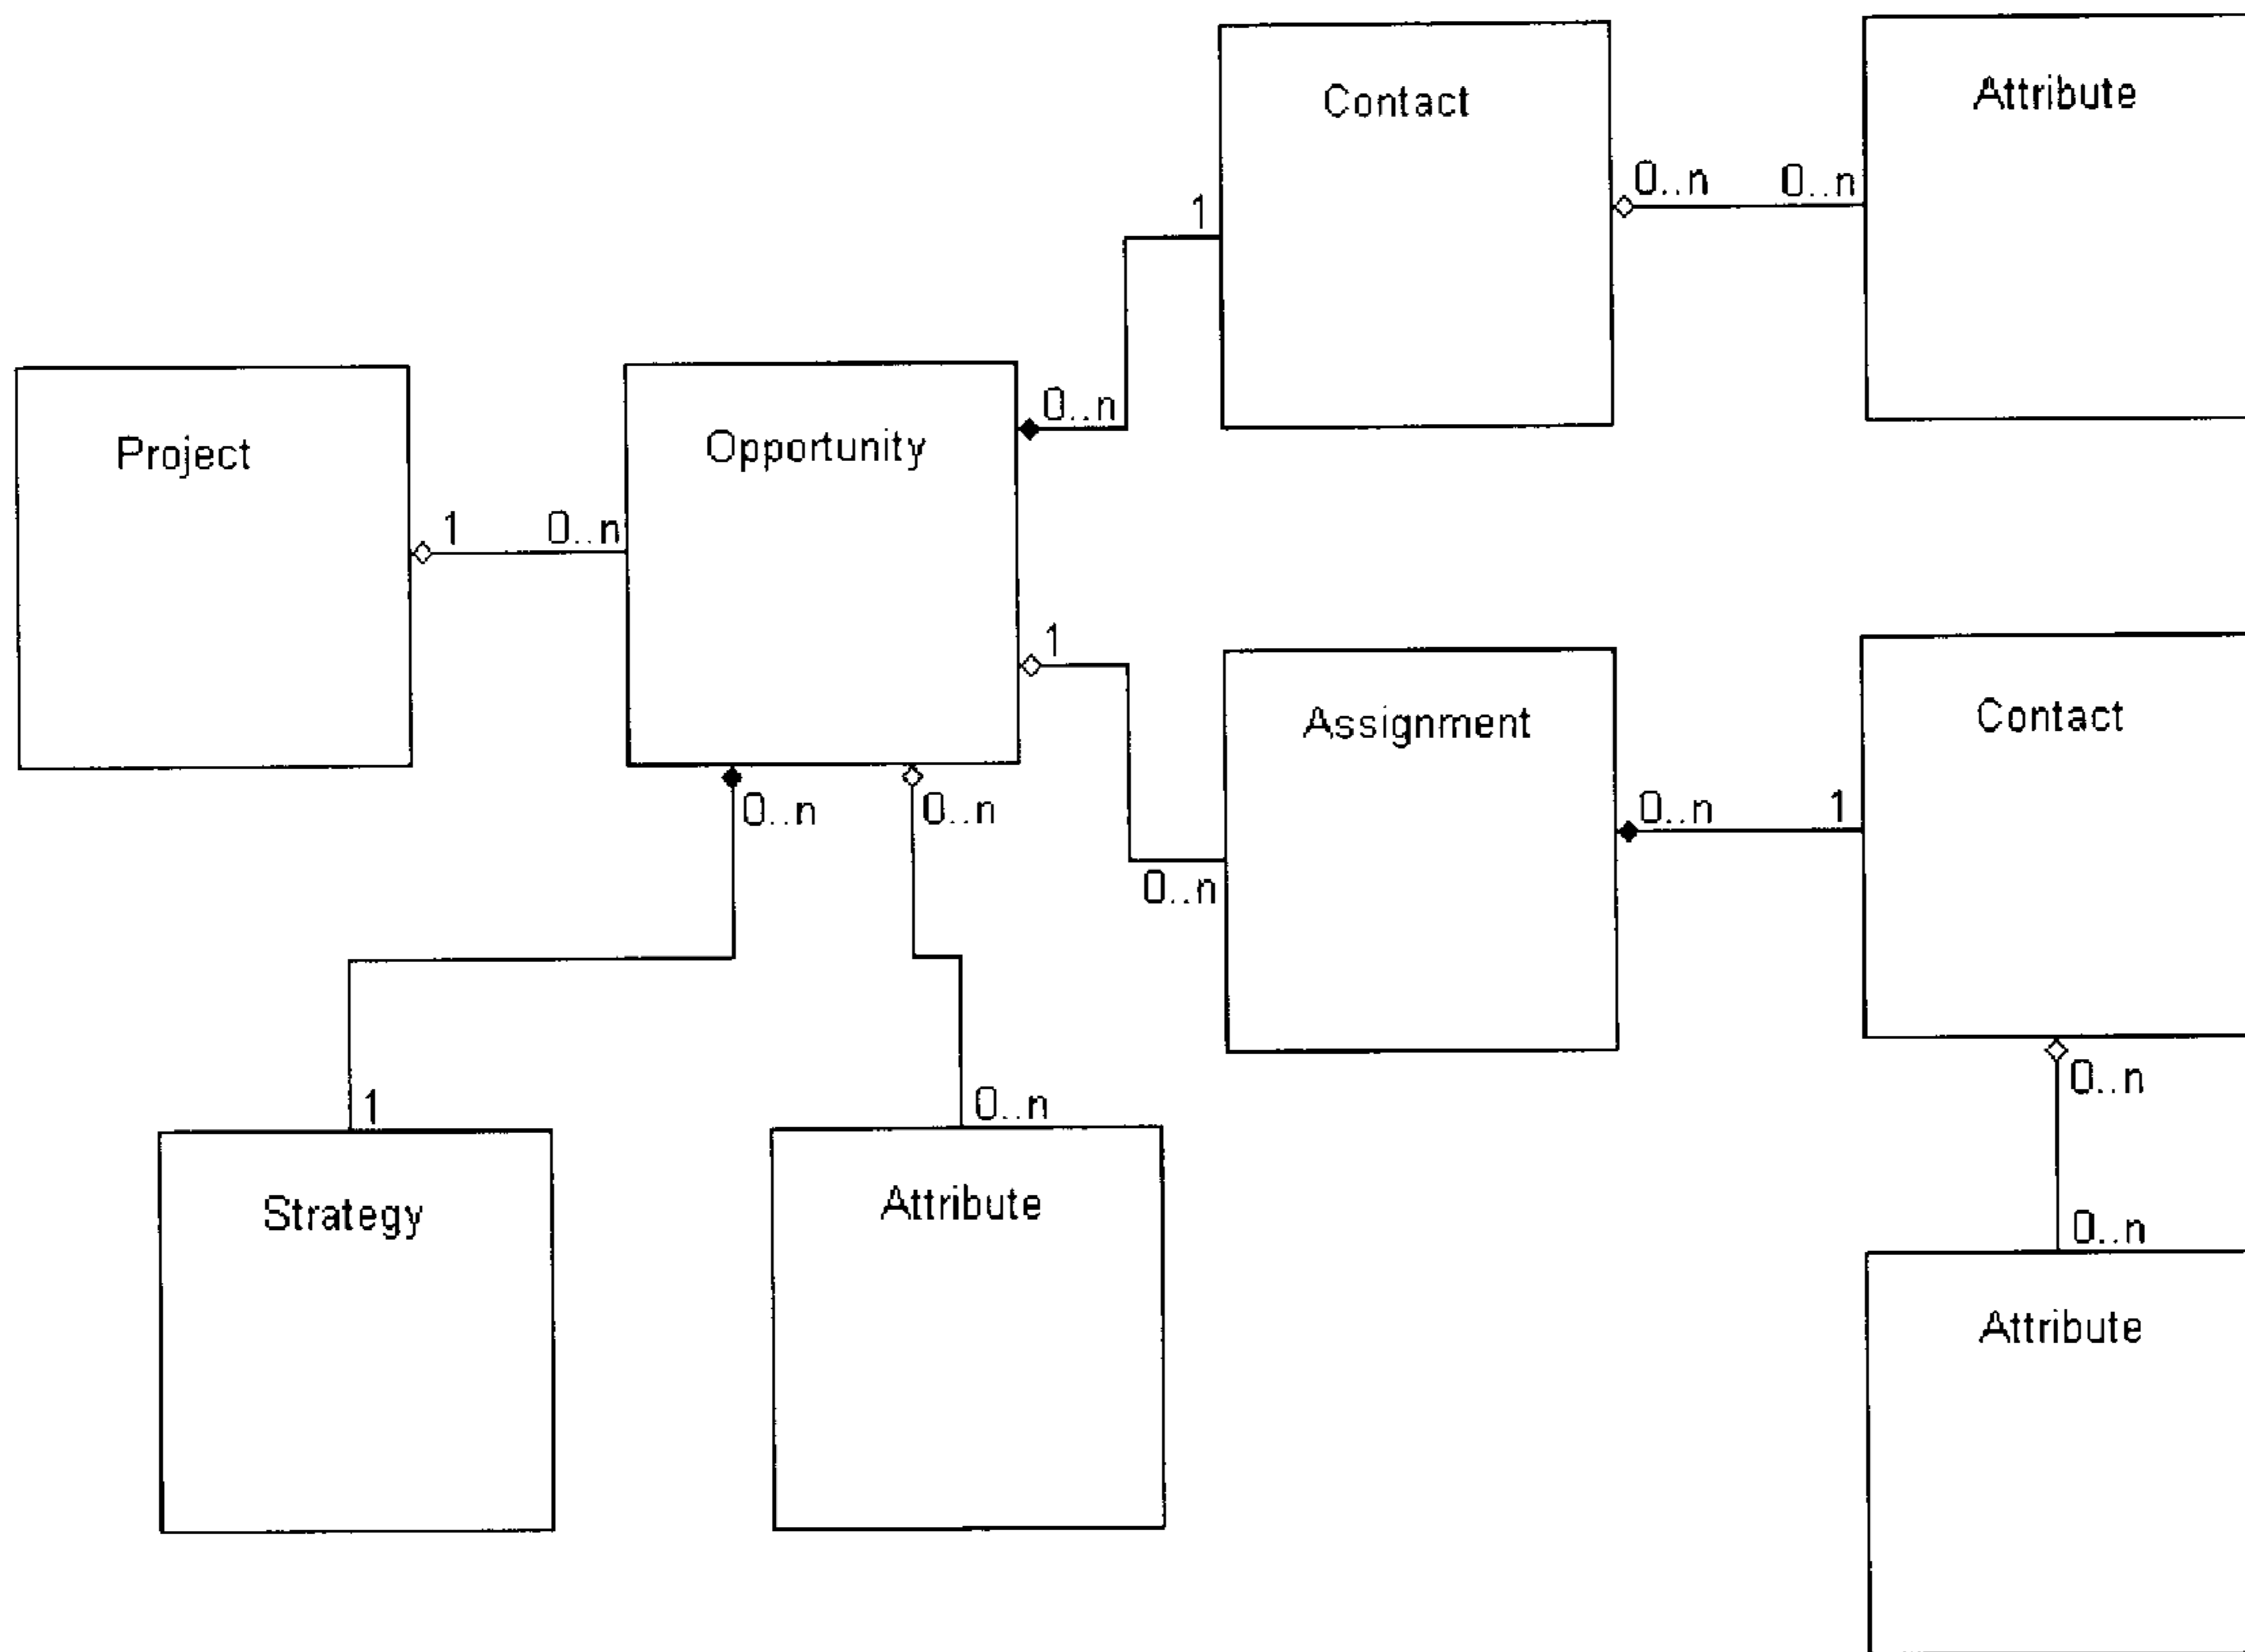 Contact
Attribute
0..n
0..n
1
0..n
Project
Opportunity
1
0..n
1
Assignment
Contact
0..n
0..n
0..n
1
0..n
0..n
1
0..n
Strategy
Attribute
0..n
Attribute